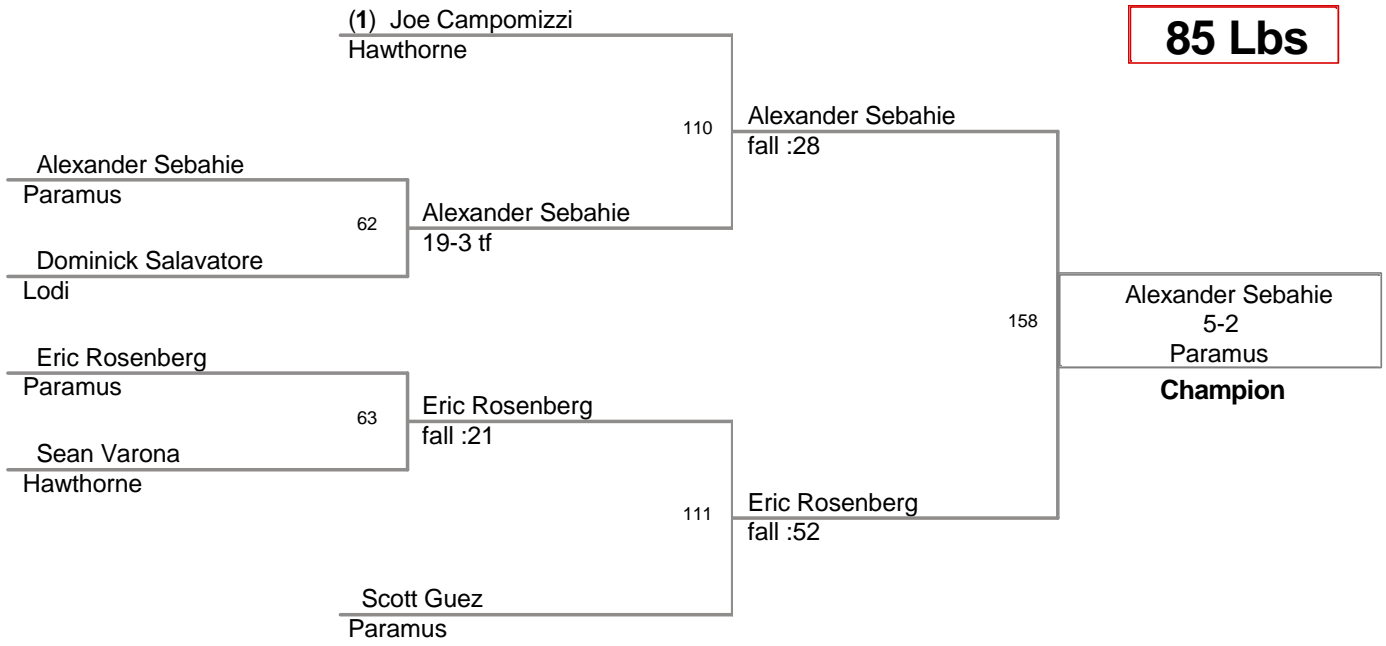 (1) Joe Campomizzi
Hawthorne
85 Lbs
110
Alexander Sebahie
fall :28
Alexander Sebahie
Paramus
62
Alexander Sebahie
19-3 tf
Dominick Salavatore
Lodi
158
Alexander Sebahie
5-2
Paramus
Champion
Eric Rosenberg
Paramus
63
Eric Rosenberg
fall :21
Sean Varona
Hawthorne
111
Eric Rosenberg
fall :52
Scott Guez
Paramus